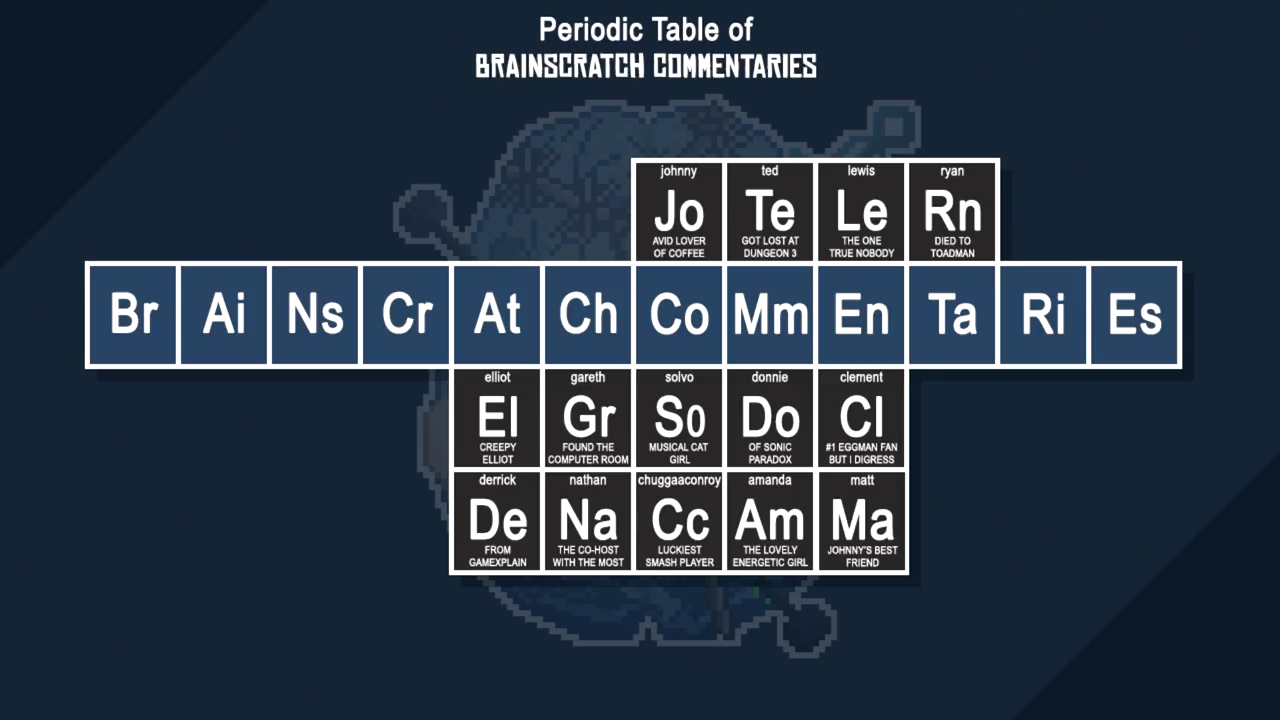 Periodic Table of
BRAINSCRATCH COMMENTARIES
johnny ted lewis ryan
Jo Te Le Rn
AVID LOVER GOT LOST AT THE ONE DIED TO
OF COFFEE DUNGEON 3 TRUE NOBODY TOADMAN
Br Ai Ns Cr At Ch Co Mm En Ta Ri Es
elliot gareth solvo donnie clement
El Gr So Do Cl
CREEPY FOUND THE MUSICAL CAT OF SONIC #1 EGGMAN FAN
ELLIOT COMPUTER ROOM GIRL PARADOX BUT I DIGRESS
derrick nathan chuggaaconroy amanda matt
De Na Cc Am Ma
FROM THE CO-HOST LUCKIEST THE LOVELY JOHNNY'S BEST
GAMEXPLAIN WITH THE MOST SMASH PLAYER ENERGETIC GIRL FRIEND